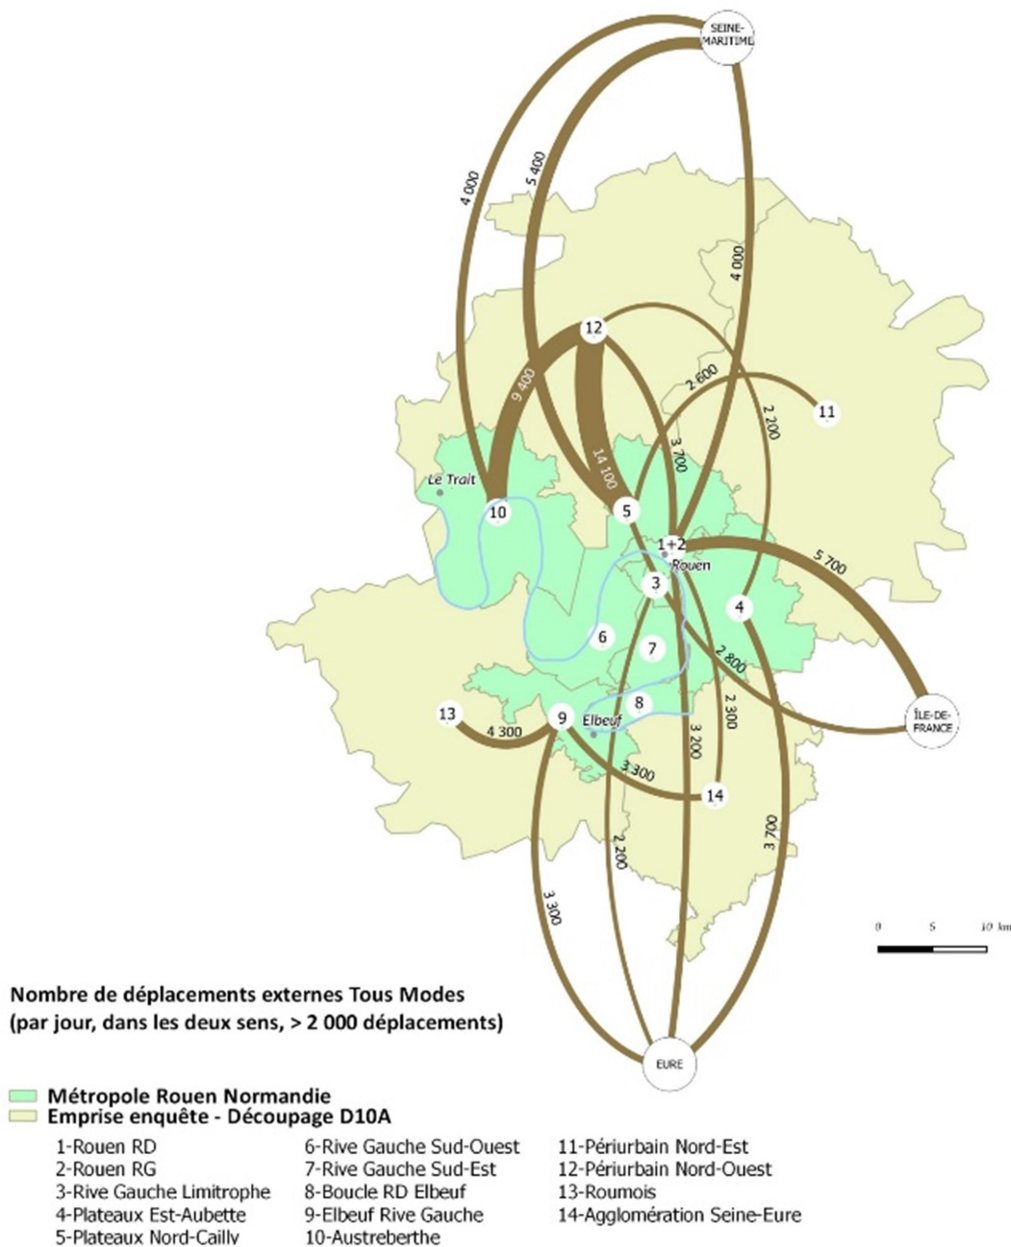 SEINE-
MARITIME
4 000
5 400
4 000
12
9 400
2 600
11
2 200
3 700
14 100
Le Trait
10
5
1+2
Rouen
5 700
3
4
6
7
2 800
8
2 300
ÎLE-DE-
FRANCE
13
9
Elbeuf
4 300
3 200
3 300
14
3 700
2 200
3 300
0 5 10 km
Nombre de déplacements externes Tous Modes
(par jour, dans les deux sens, > 2 000 déplacements)
EURE
Métropole Rouen Normandie
Emprise enquête - Découpage D10A
1-Rouen RD
2-Rouen RG
3-Rive Gauche Limitrophe
4-Plateaux Est-Aubette
5-Plateaux Nord-Cailly
6-Rive Gauche Sud-Ouest
7-Rive Gauche Sud-Est
8-Boucle RD Elbeuf
9-Elbeuf Rive Gauche
10-Austreberthe
11-Périurbain Nord-Est
12-Périurbain Nord-Ouest
13-Roumois
14-Agglomération Seine-Eure